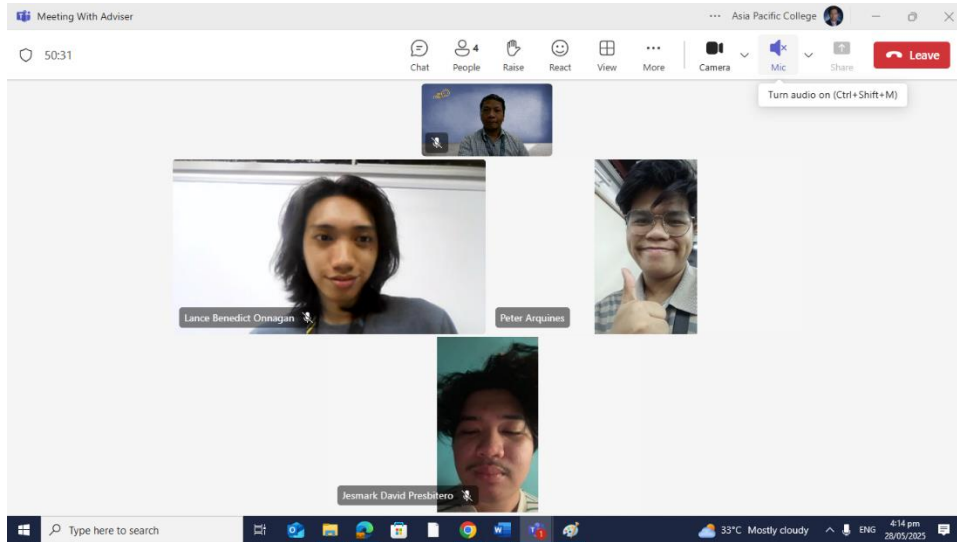 Meeting With Adviser
Asia Pacific College
50:31
4
Chat
People
Raise
React
View
More
Camera
Mic
Share
Leave
Turn audio on (Ctrl+Shift+M)
Lance Benedict Onnagan
Peter Arquines
Jesmark David Presbitero
Type here to search
33°C Mostly cloudy
ENG
4:14 pm
28/05/2025